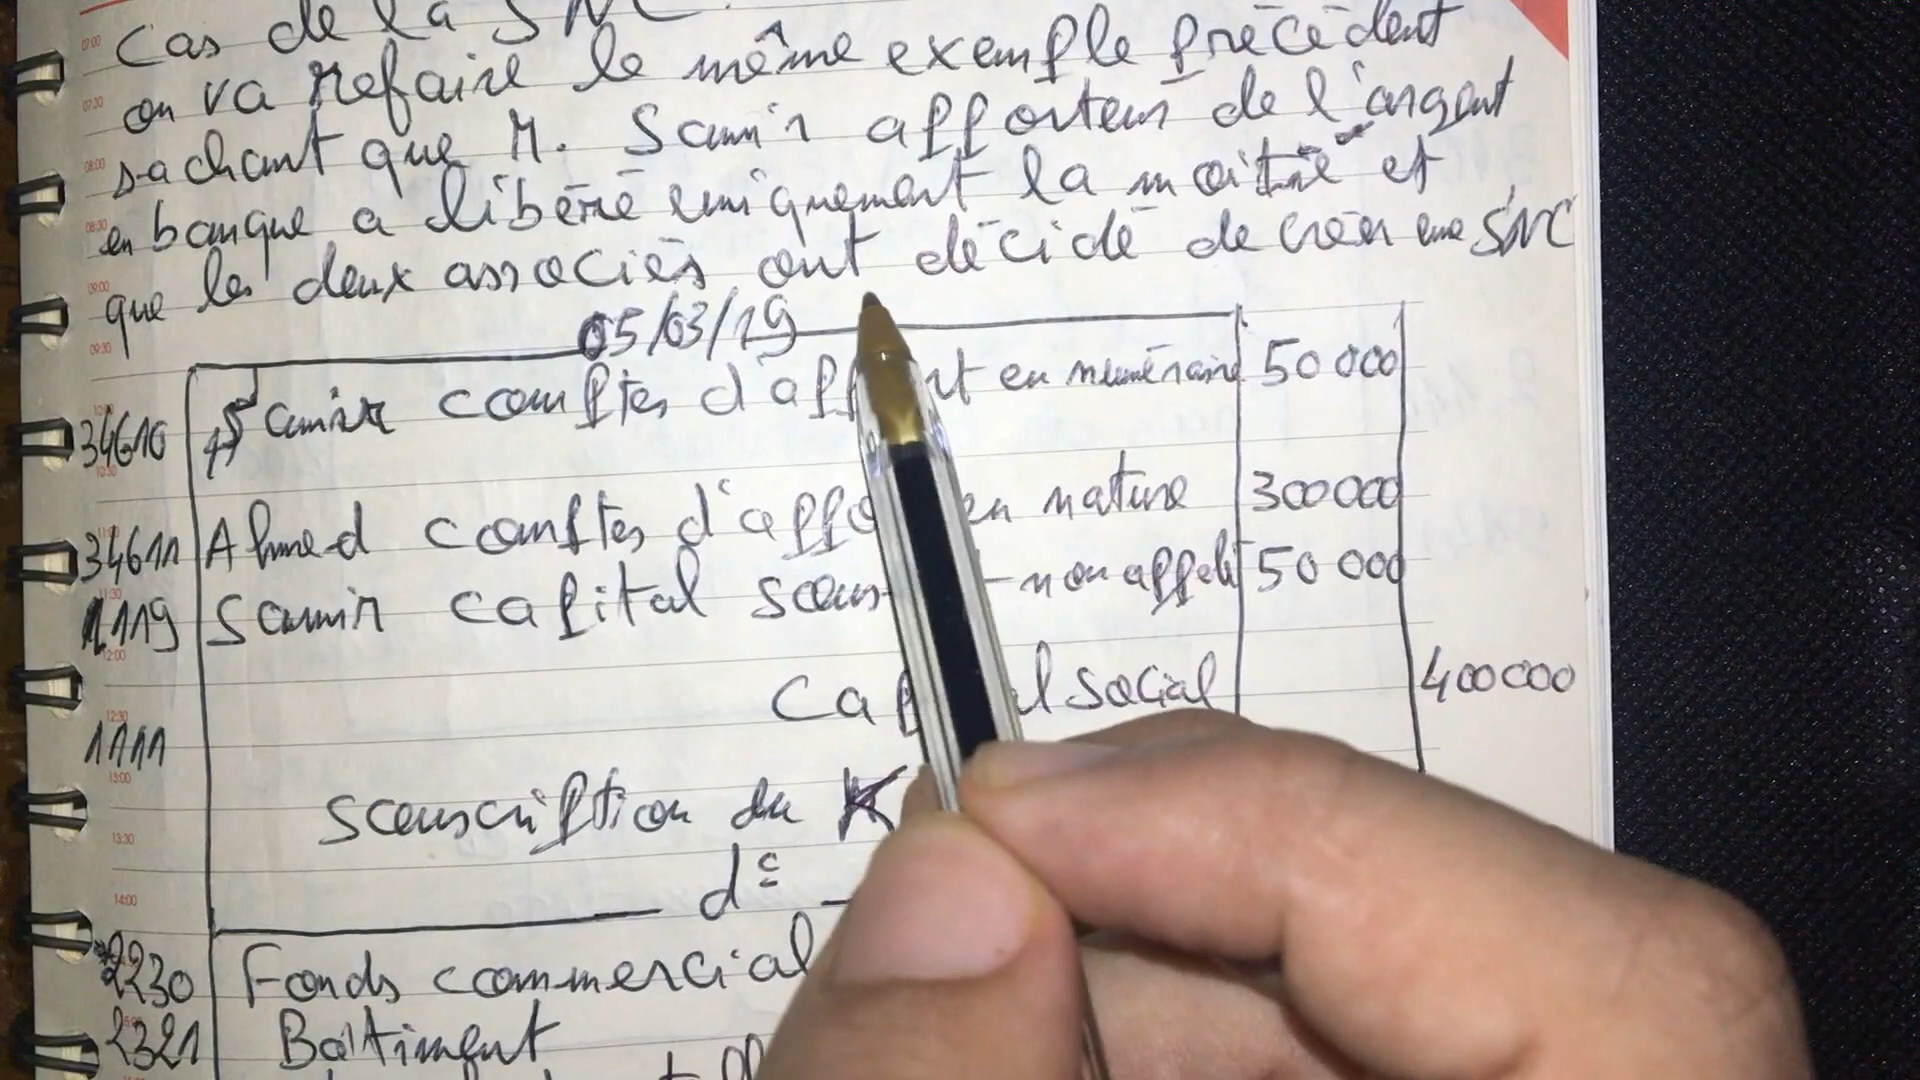 Cas de la SNC
on va refaire le même exemple précédent
sachant que M. Samir apporteur de l'argent
en banque a libéré uniquement la moitié et
que les deux associés ont décidé de créer une SNC
05/03/19
34610 Samir comptes d'apport en numéraire 50 000
34611 Ahmed comptes d'appo en nature 300 000
1119 Samir capital sous non appelé 50 000
1111 Capital social 400 000
souscription du K
d°
2230 Fonds commercial
2321 Batiment